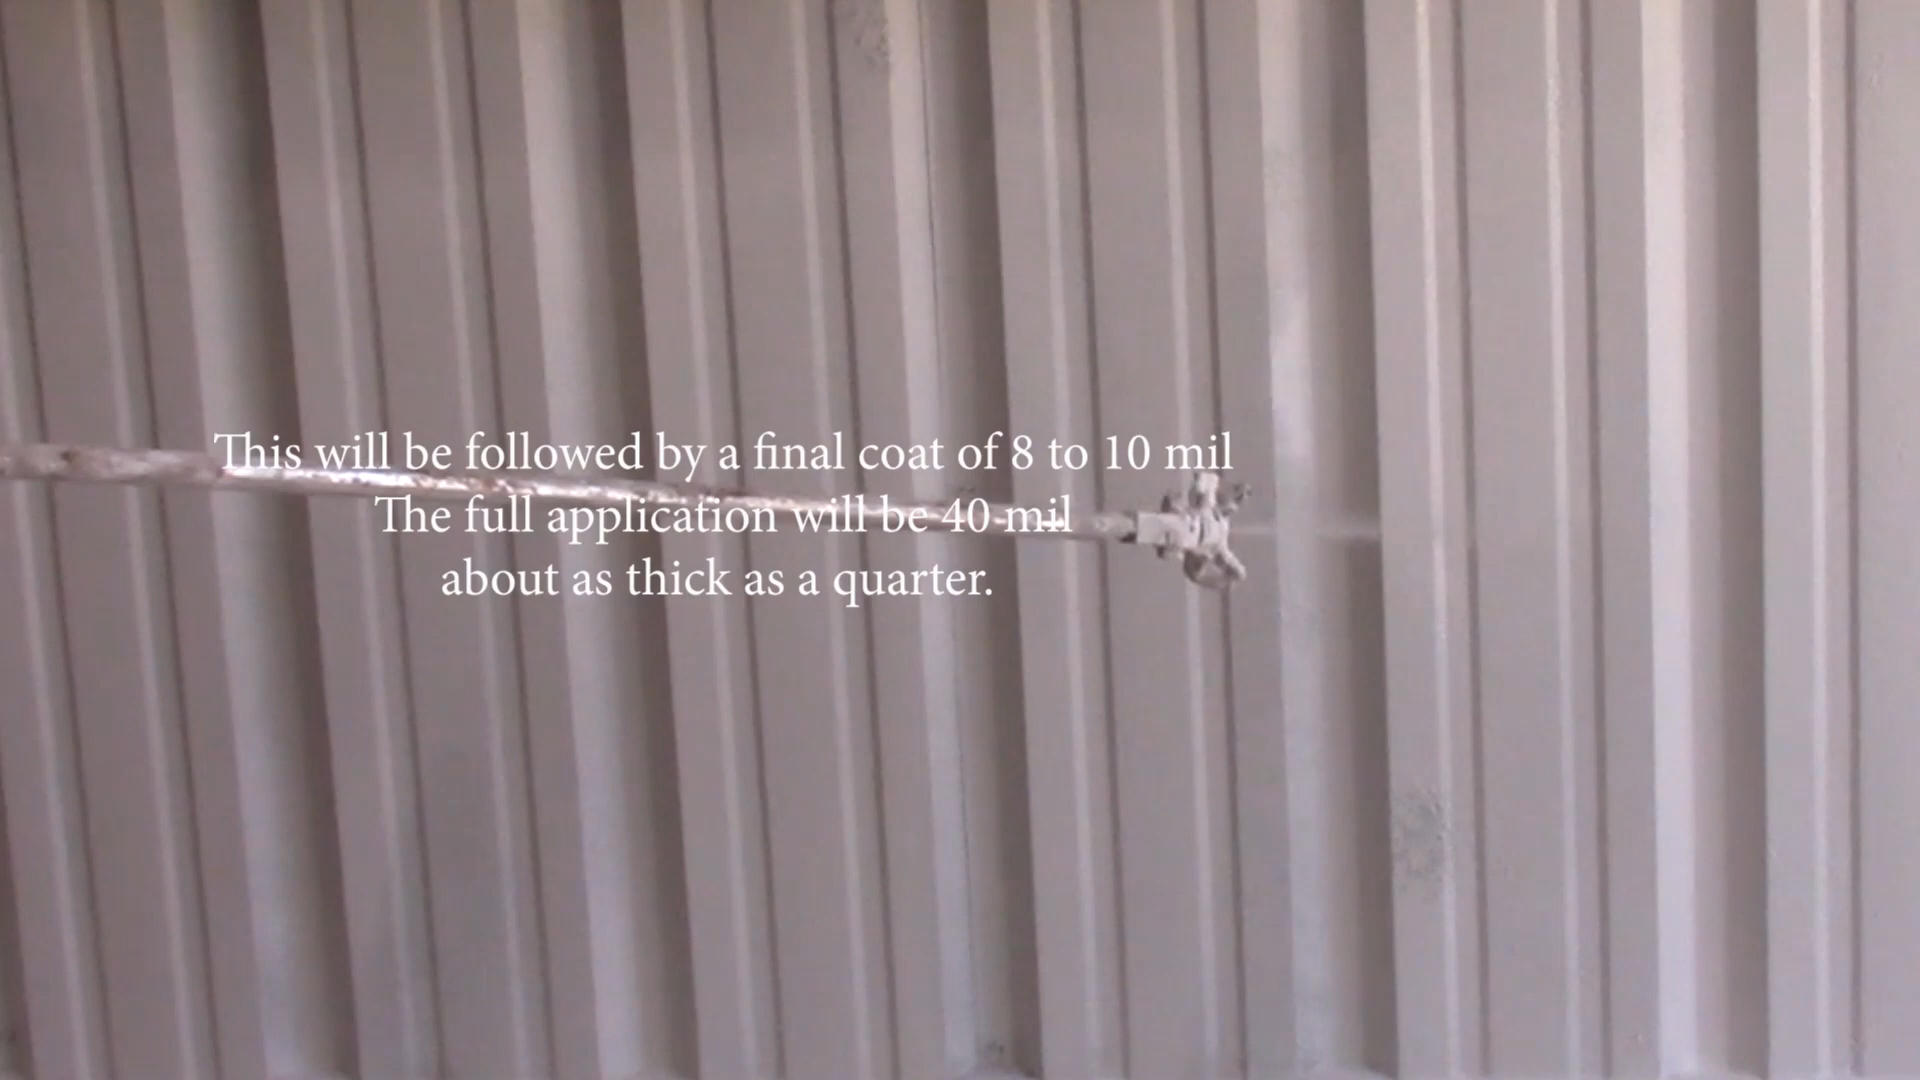 This will be followed by a final coat of 8 to 10 mil
The full application will be 40 mil
about as thick as a quarter.